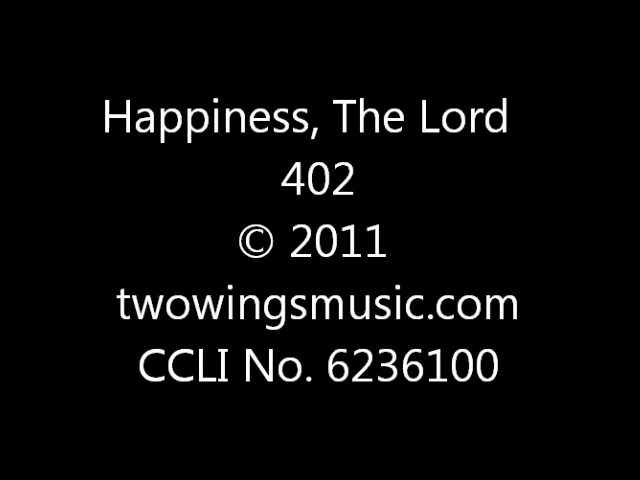 Happiness, The Lord
402
© 2011
twowingsmusic.com
CCLI No. 6236100